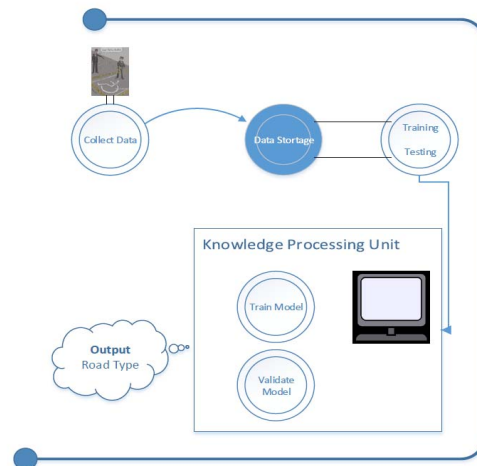 Collect Data
Data Stortage
Training
Testing
Knowledge Processing Unit
Train Model
Validate
Model
Output
Road Type